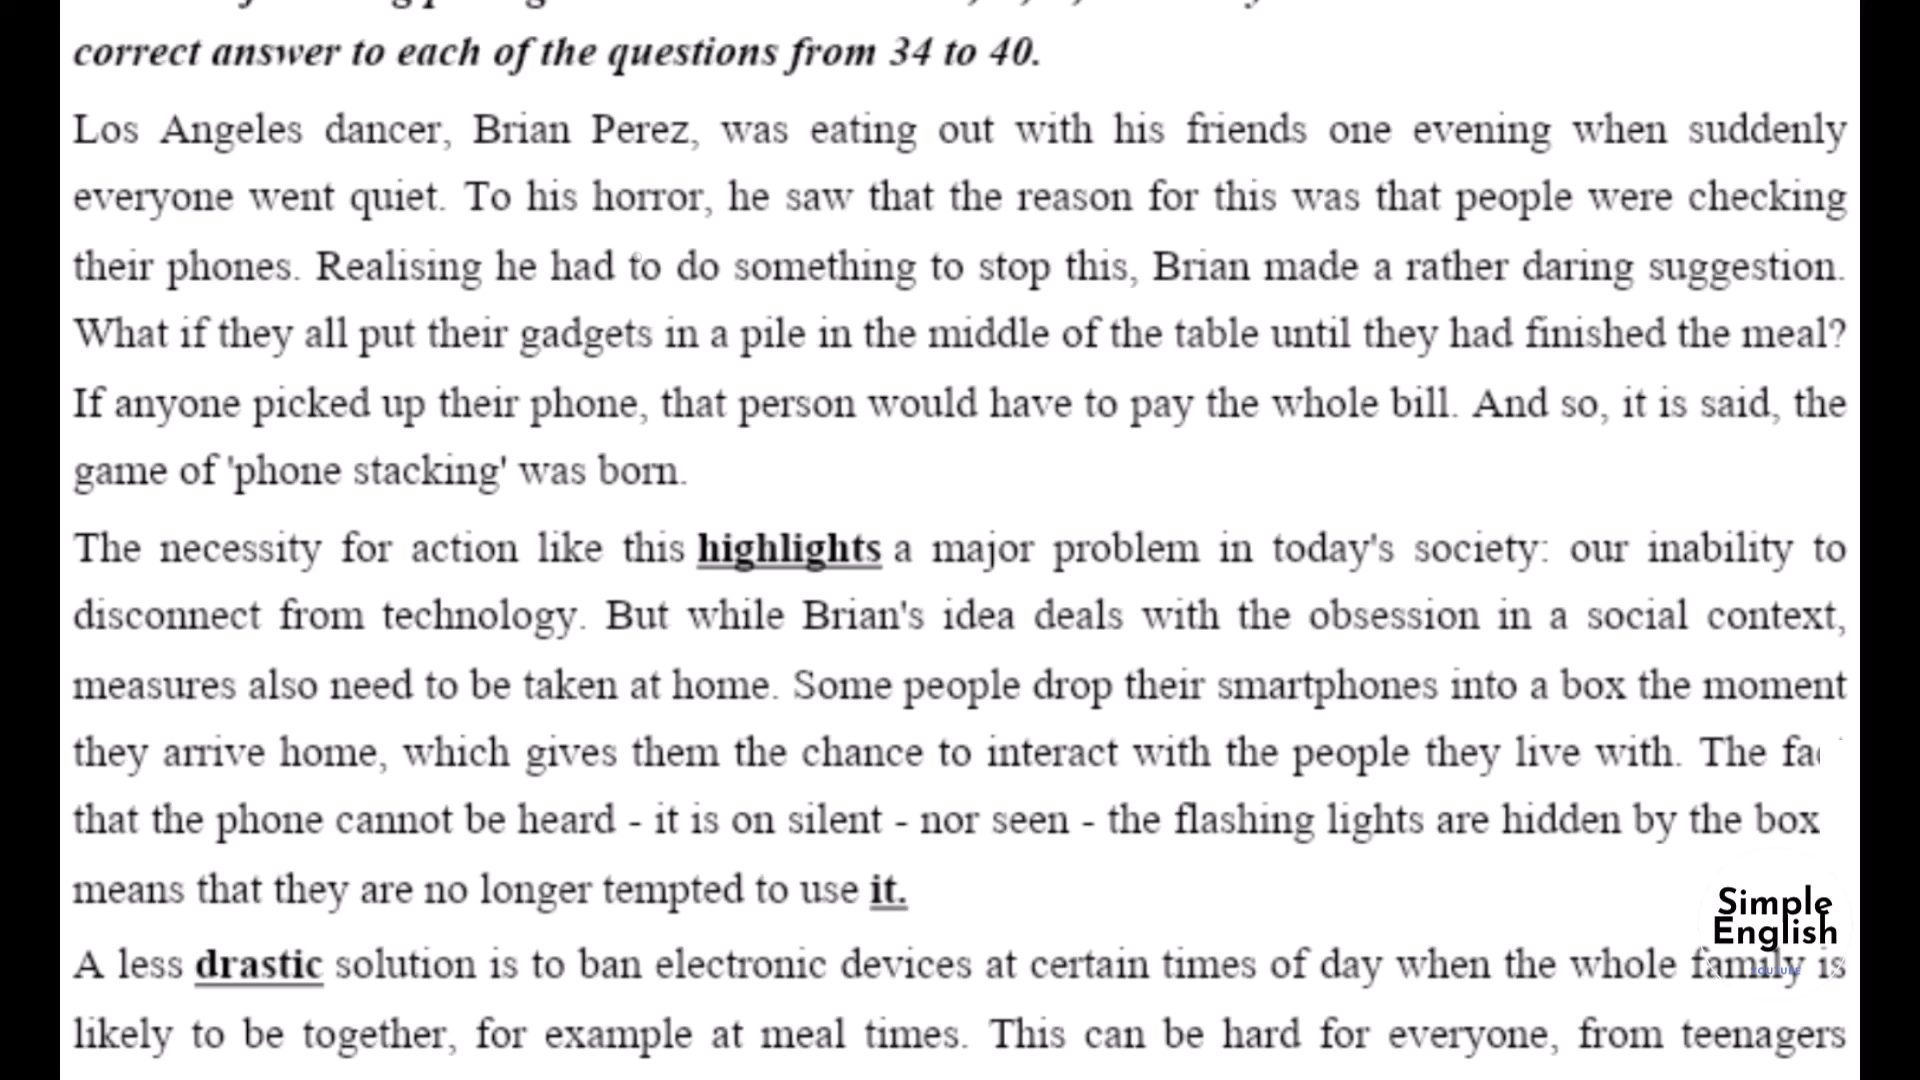 correct answer to each of the questions from 34 to 40.
Los Angeles dancer, Brian Perez, was eating out with his friends one evening when suddenly
everyone went quiet. To his horror, he saw that the reason for this was that people were checking
their phones. Realising he had to do something to stop this, Brian made a rather daring suggestion.
What if they all put their gadgets in a pile in the middle of the table until they had finished the meal?
If anyone picked up their phone, that person would have to pay the whole bill. And so, it is said, the
game of 'phone stacking' was born.
The necessity for action like this highlights a major problem in today's society: our inability to
disconnect from technology. But while Brian's idea deals with the obsession in a social context,
measures also need to be taken at home. Some people drop their smartphones into a box the moment
they arrive home, which gives them the chance to interact with the people they live with. The
that the phone cannot be heard - it is on silent - nor seen - the flashing lights are hidden by the box
means that they are no longer tempted to use it.
A less drastic solution is to ban electronic devices at certain times of day when the whole family is
likely to be together, for example at meal times. This can be hard for everyone, from teenagers
Simple
English
YOUTUBE